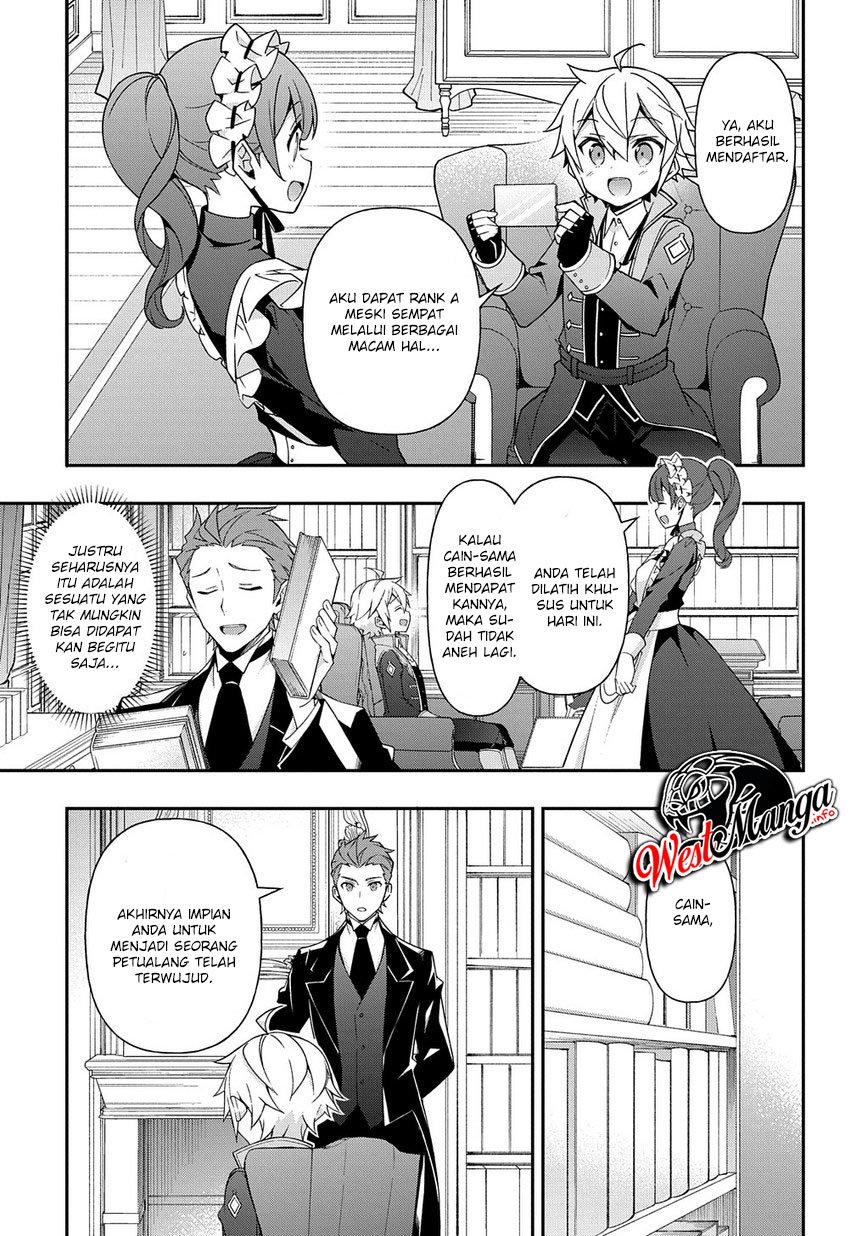 YA, AKU
BERHASIL
MENDAFTAR.
AKU DAPAT RANK A
MESKI SEMPAT
MELALUI BERBAGAI
MACAM HAL...
ANDA TELAH
DILATIH KHU-
SUS UNTUK
HARI INI.
KALAU
CAIN-SAMA
BERHASIL
MENDAPAT
KANNYA,
MAKA SU-
DAH TIDAK
ANEH LAGI.
JUSTRU
SEHARUSNYA
ITU ADALAH
SESUATU YANG
TAK MUNGKIN
BISA DIDAPAT
KAN BEGITU
SAJA...
WestManga
.info
CAIN-
SAMA,
AKHIRNYA IMPIAN
ANDA UNTUK
MENJADI SEORANG
PETUALANG TELAH
TERWUJUD.